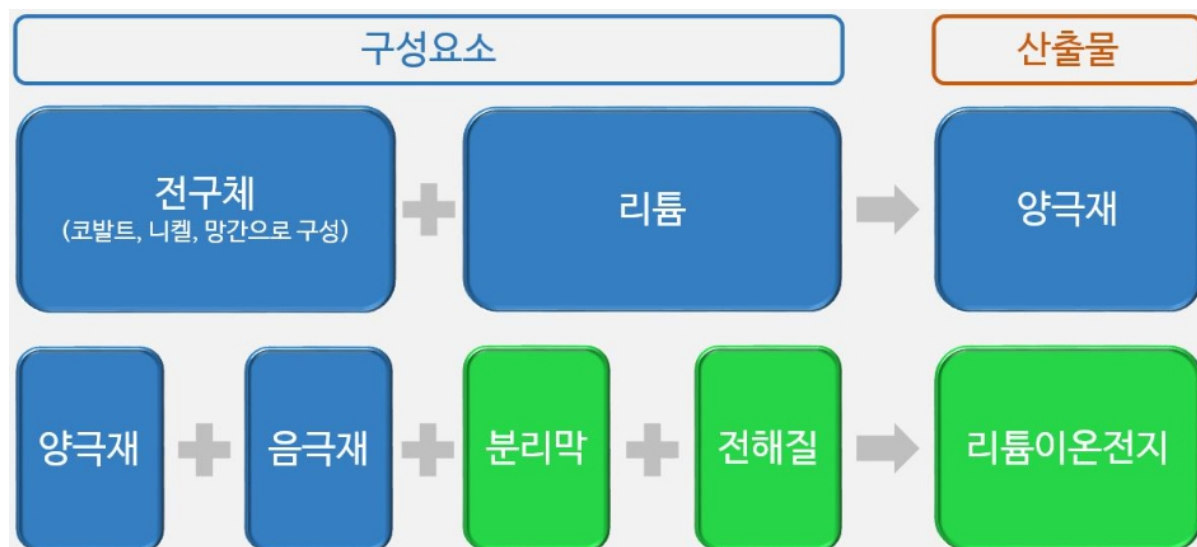 구성요소
산출물
전구체
(코발트, 니켈, 망간으로 구성)
리튬
양극재
양극재
음극재
분리막
전해질
리튬이온전지